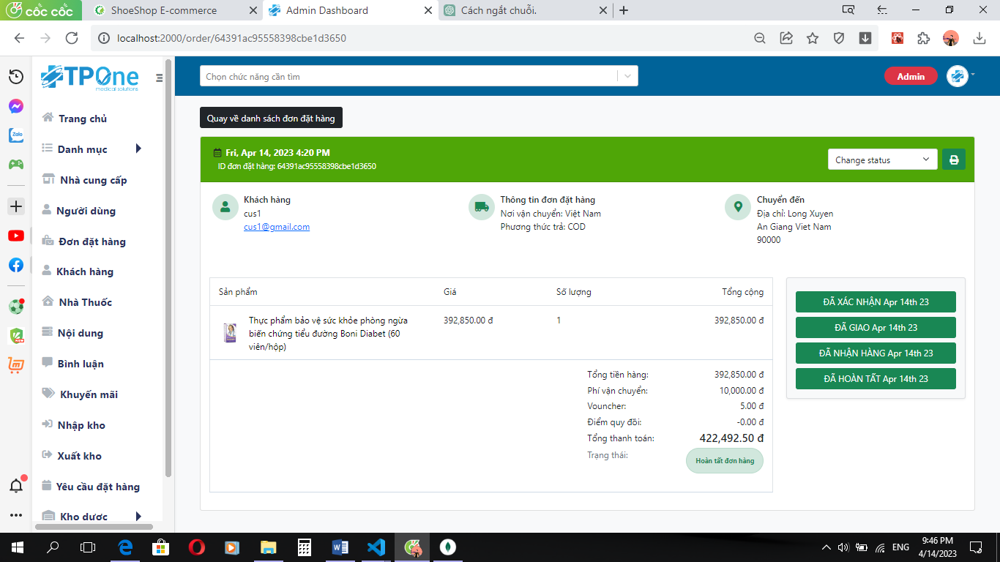 cốc cốc
ShoeShop E-commerce
Admin Dashboard
Cách ngắt chuỗi.
localhost:2000/order/64391ac95558398cbe1d3650
Zalo
TPOne
medical solutions
Trang chủ
Danh mục
Nhà cung cấp
Người dùng
Đơn đặt hàng
Khách hàng
Nhà Thuốc
Nội dung
Bình luận
Khuyến mãi
Nhập kho
Xuất kho
Yêu cầu đặt hàng
Kho dược
Chọn chức năng cần tìm
Admin
Quay về danh sách đơn đặt hàng
Fri, Apr 14, 2023 4:20 PM
ID đơn đặt hàng: 64391ac95558398cbe1d3650
Change status
Khách hàng
cus1
cus1@gmail.com
Thông tin đơn đặt hàng
Nơi vận chuyển: Việt Nam
Phương thức trả: COD
Chuyển đến
Địa chỉ: Long Xuyen
An Giang Viet Nam
90000
Sản phẩm Giá Số lượng Tổng cộng
Thực phẩm bảo vệ sức khỏe phòng ngừa
biến chứng tiểu đường Boni Diabet (60
viên/hộp)
392,850.00 đ 1 392,850.00 đ
Tổng tiền hàng: 392,850.00 đ
Phí vận chuyển: 10,000.00 đ
Vouncher: 5.00 đ
Điểm quy đổi: -0.00 đ
Tổng thanh toán: 422,492.50 đ
Trạng thái: Hoàn tất đơn hàng
ĐÃ XÁC NHẬN Apr 14th 23
ĐÃ GIAO Apr 14th 23
ĐÃ NHẬN HÀNG Apr 14th 23
ĐÃ HOÀN TẤT Apr 14th 23
ENG
9:46 PM
4/14/2023